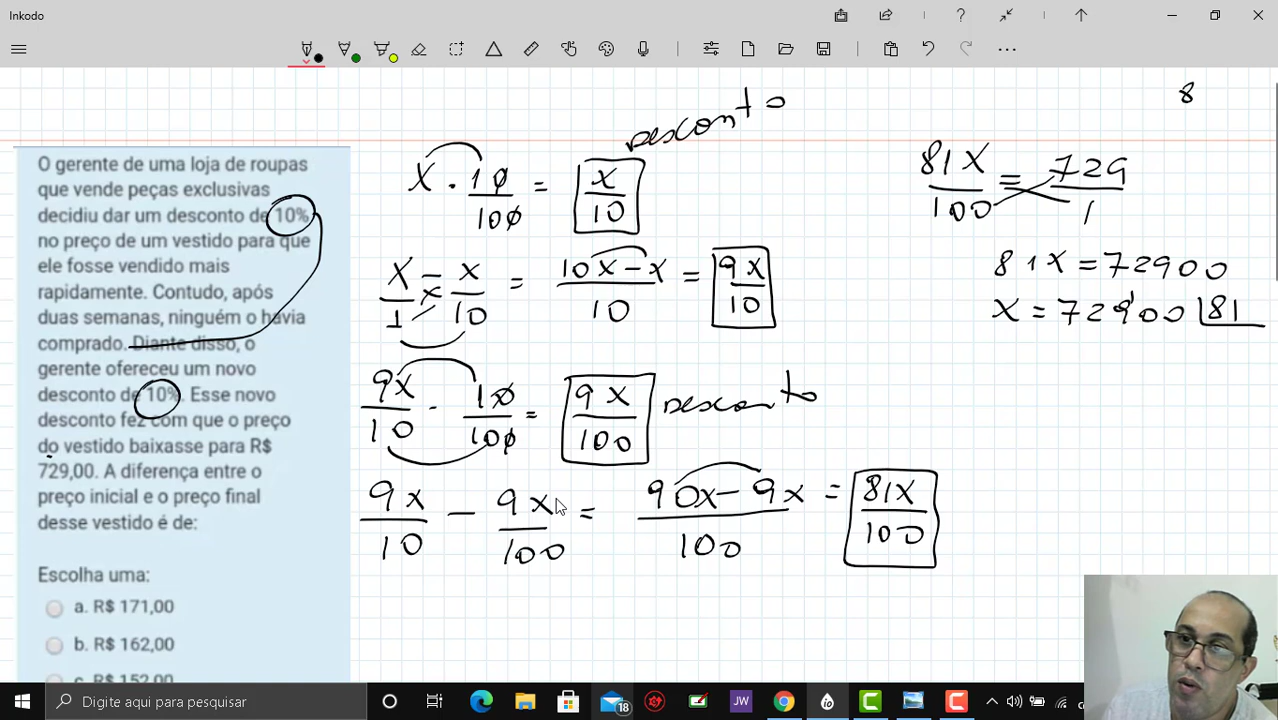 Inkodo
O gerente de uma loja de roupas
que vende peças exclusivas
decidiu dar um desconto de 10%
no preço de um vestido para que
ele fosse vendido mais
rapidamente. Contudo, após
duas semanas, ninguém o havia
comprado. Diante disso, o
gerente ofereceu um novo
desconto de 10%. Esse novo
desconto fez com que o preço
do vestido baixasse para R$
729,00. A diferença entre o
preço inicial e o preço final
desse vestido é de:
Escolha uma:
a. R$ 171,00
b. R$ 162,00
c. R$ 152,00
Desconto
X · 10/100 = x/10
X/1 - x/10 = 10x - x/10 = 9x/10
9x/10 · 10/100 = 9x/100 Desconto
9x/10 - 9x/100 = 90x - 9x/100 = 81x/100
8
81x/100 = 729/1
81x = 72900
x = 72900 81
Digite aqui para pesquisar
JW
18